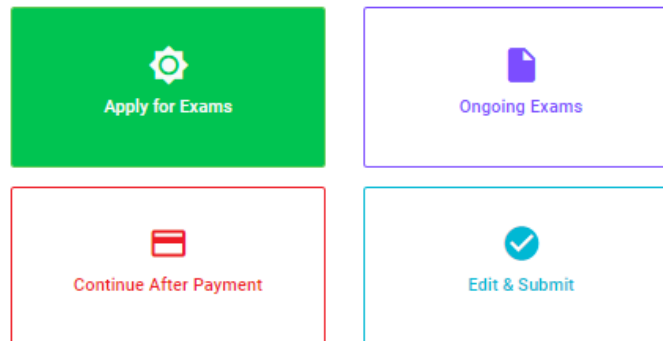 Apply for Exams
Ongoing Exams
Continue After Payment
Edit & Submit